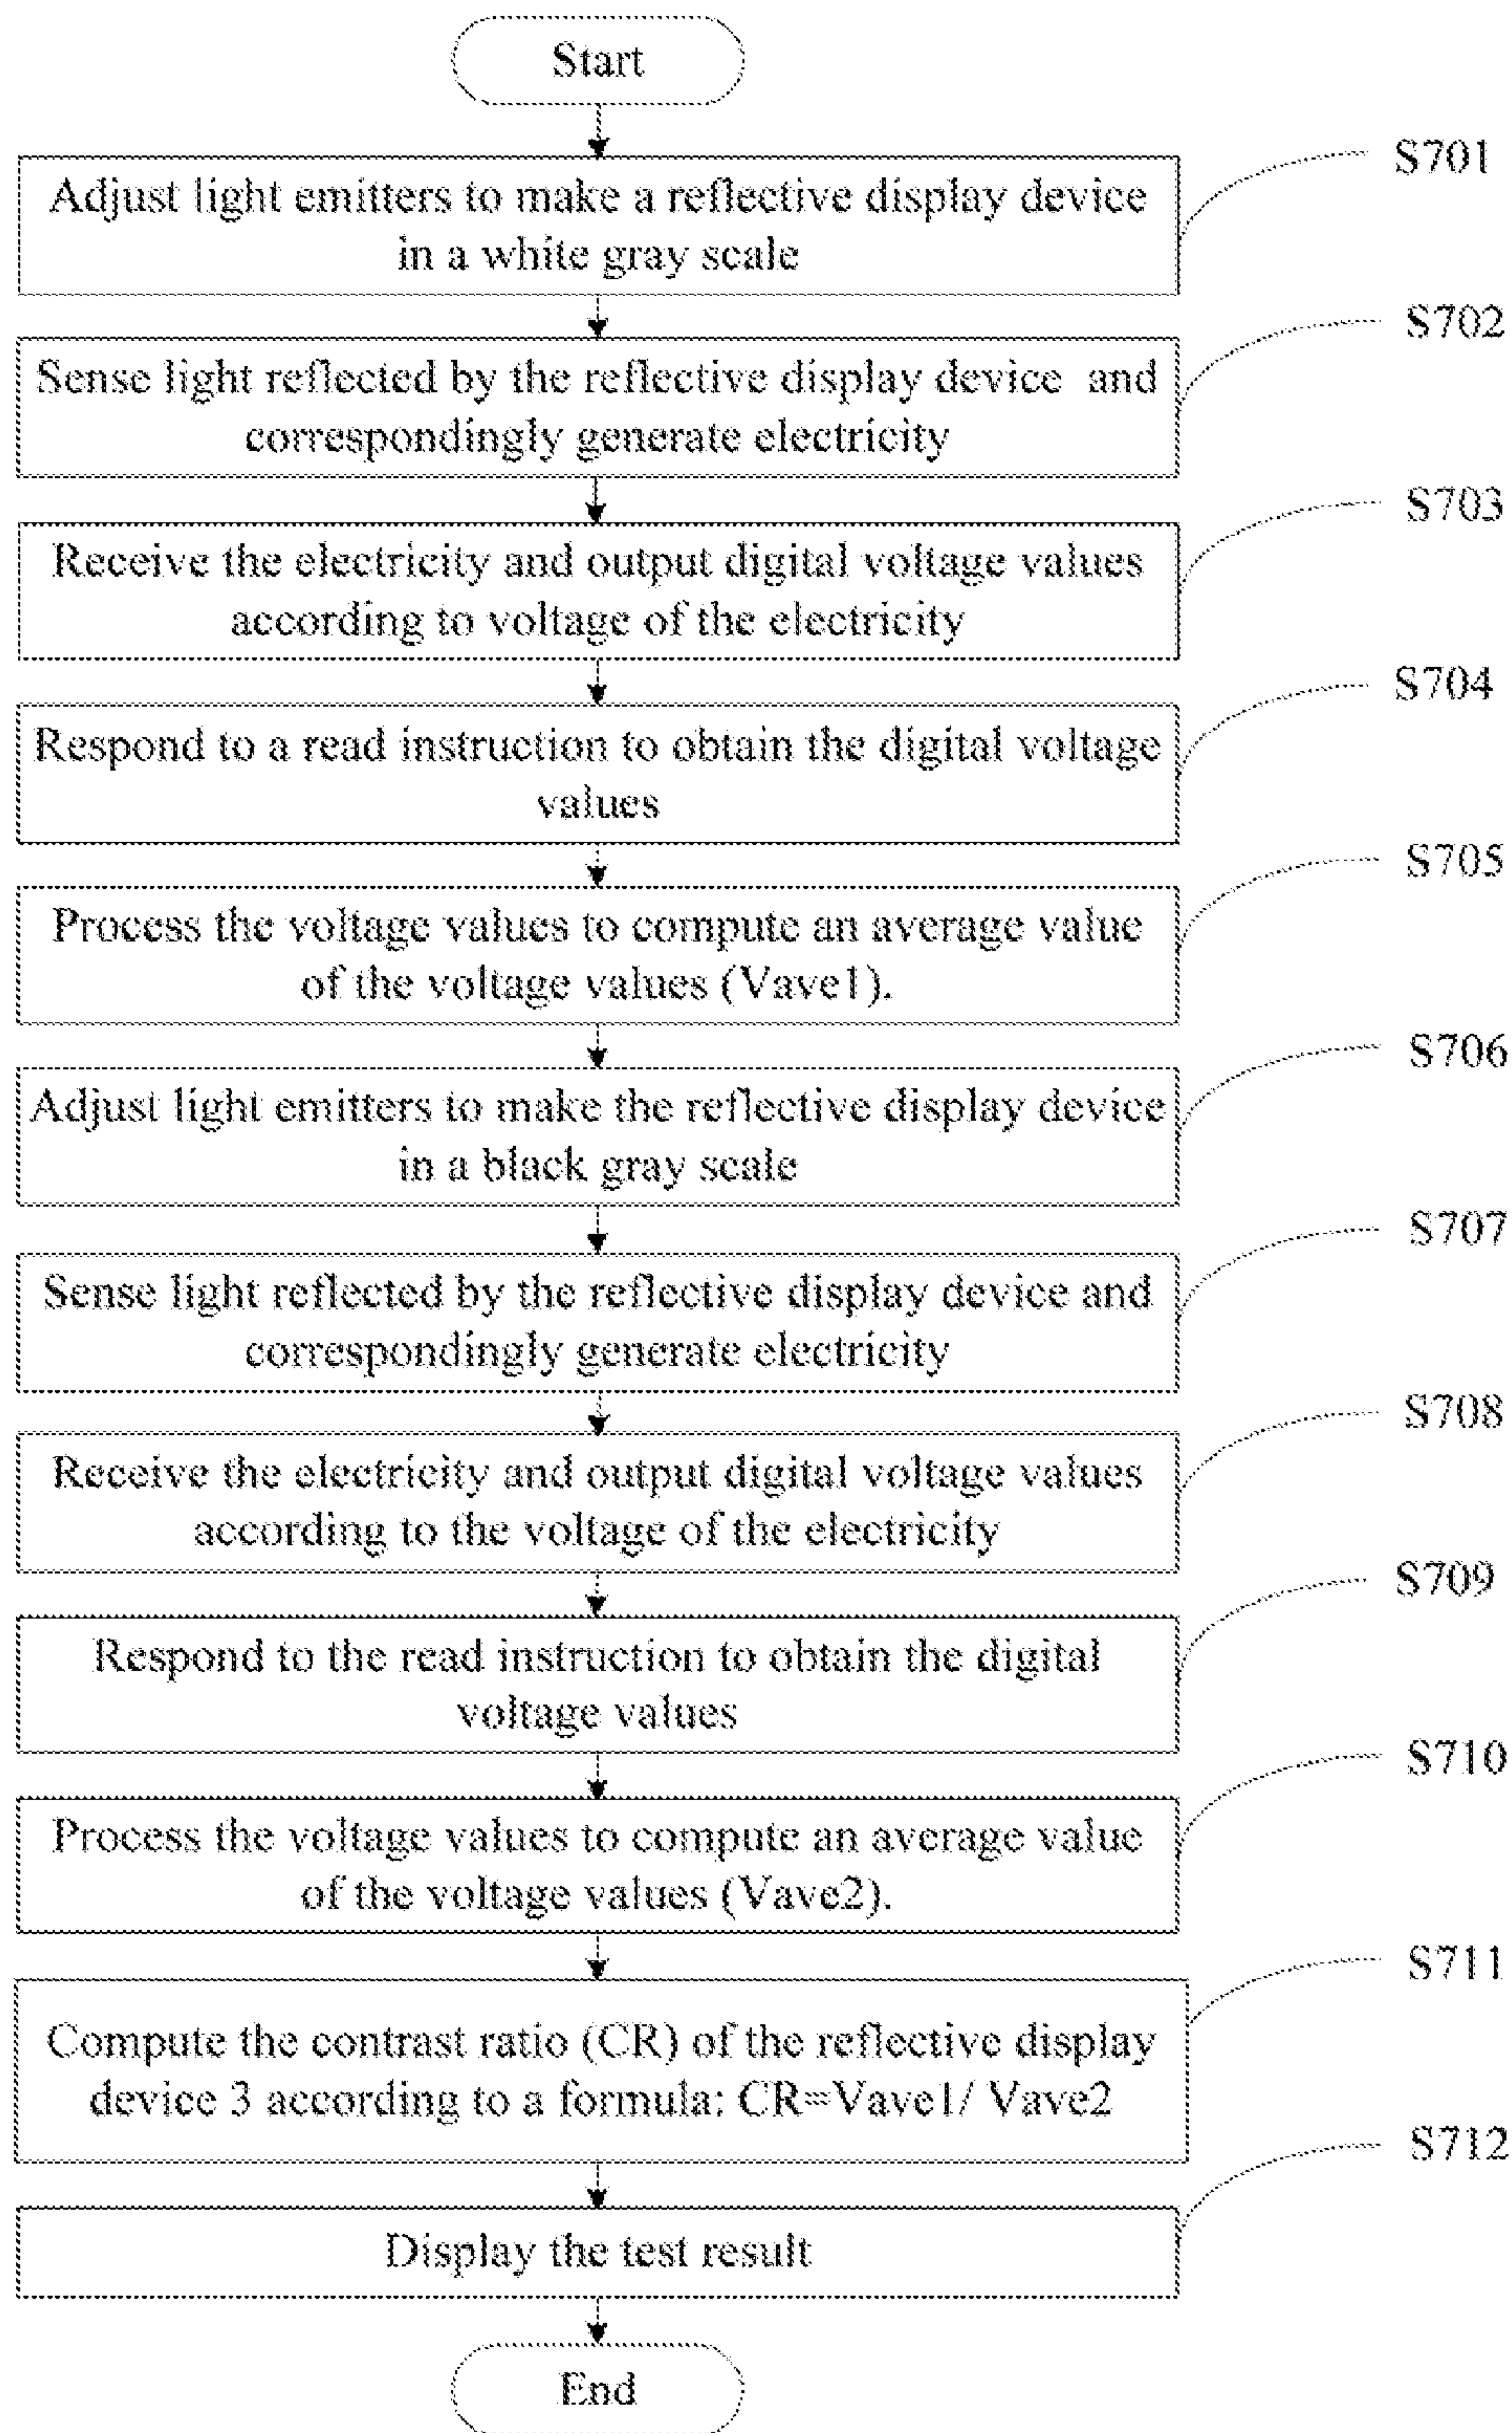 Start
S701
Adjust light emitters to make a reflective display device
in a white gray scale
S702
Sense light reflected by the reflective display device and
correspondingly generate electricity
S703
Receive the electricity and output digital voltage values
according to voltage of the electricity
S704
Respond to a read instruction to obtain the digital voltage
values
S705
Process the voltage values to compute an average value
of the voltage values (Vave1).
S706
Adjust light emitters to make the reflective display device
in a black gray scale
S707
Sense light reflected by the reflective display device and
correspondingly generate electricity
S708
Receive the electricity and output digital voltage values
according to the voltage of the electricity
S709
Respond to the read instruction to obtain the digital
voltage values
S710
Process the voltage values to compute an average value
of the voltage values (Vave2).
S711
Compute the contrast ratio (CR) of the reflective display
device 3 according to a formula: CR=Vave1/ Vave2
S712
Display the test result
End